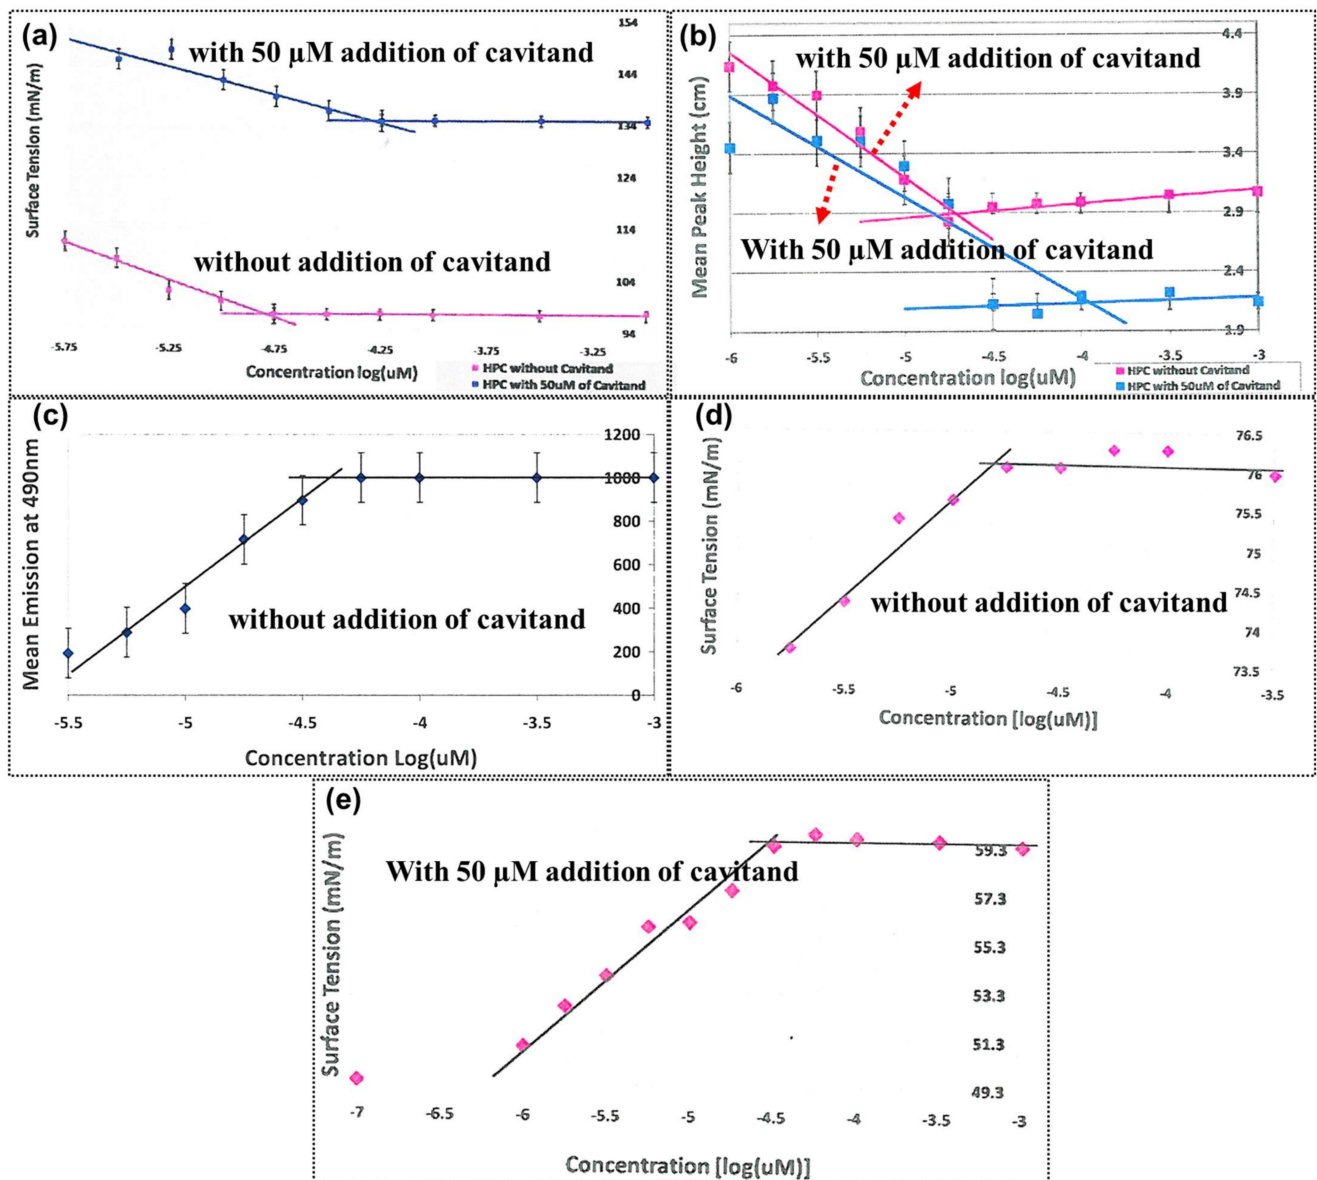 (a)
with 50 µM addition of cavitand
without addition of cavitand
Surface Tension (mN/m)
154
144
134
124
114
104
94
-5.75
-5.25
-4.75
-4.25
-3.75
-3.25
Concentration log(uM)
HPC without Cavitand
HPC with 50uM of Cavitand
(b)
with 50 µM addition of cavitand
With 50 µM addition of cavitand
Mean Peak Height (cm)
4.4
3.9
3.4
2.9
2.4
1.9
-6
-5.5
-5
-4.5
-4
-3.5
-3
Concentration log(uM)
HPC without Cavitand
HPC with 50uM of Cavitand
(c)
without addition of cavitand
Mean Emission at 490nm
1200
1000
800
600
400
200
0
-5.5
-5
-4.5
-4
-3.5
-3
Concentration Log(uM)
(d)
without addition of cavitand
Surface Tension (mN/m)
76.5
76
75.5
75
74.5
74
73.5
-6
-5.5
-5
-4.5
-4
-3.5
Concentration [log(uM)]
(e)
With 50 µM addition of cavitand
Surface Tension (mN/m)
59.3
57.3
55.3
53.3
51.3
49.3
-7
-6.5
-6
-5.5
-5
-4.5
-4
-3.5
-3
Concentration [log(uM)]